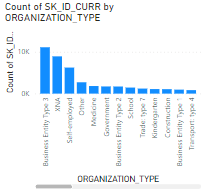 Count of SK_ID_CURR by
ORGANIZATION_TYPE
Count of SK_ID...
10K
0K
Business Entity Type 3
XNA
Self-employed
Other
Medicine
Government
Business Entity Type 2
School
Trade: type 7
Kindergarten
Construction
Business Entity Type 1
Transport: type 4
ORGANIZATION_TYPE